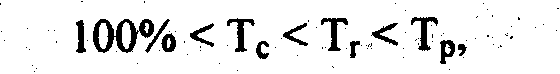 100% < Tc < Tr < Tp,